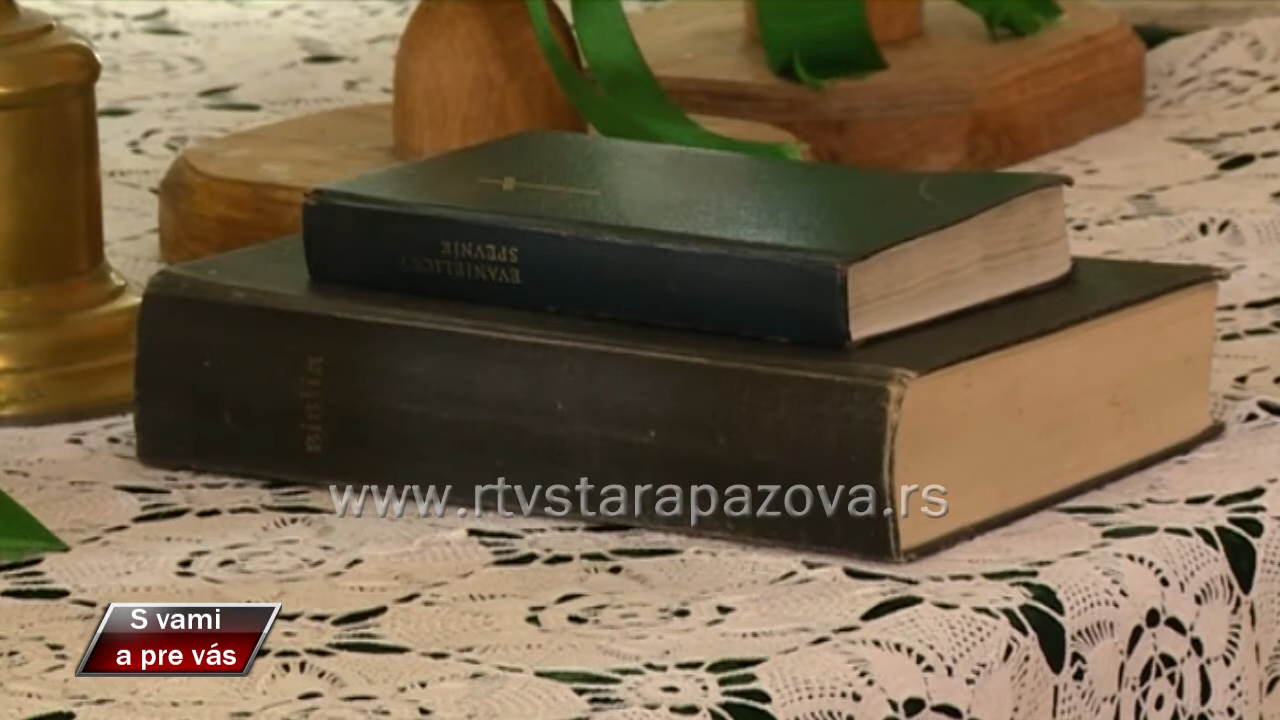 EVANJELICKÝ
SPEVNÍK
Biblia
www.rtvstarapazova.rs
S vami
a pre vás